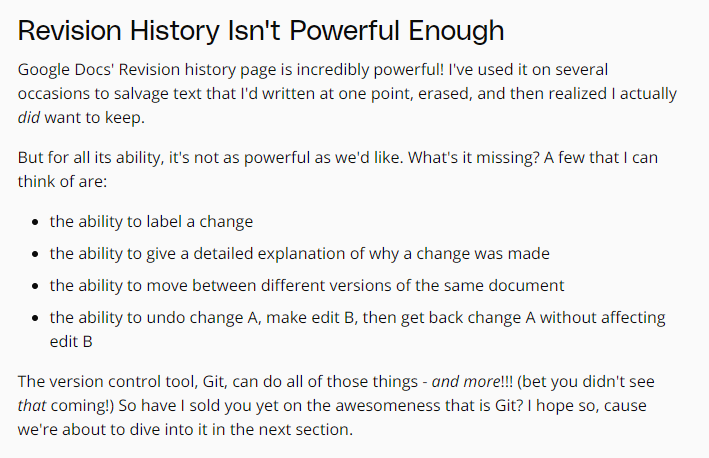 Revision History Isn't Powerful Enough
Google Docs' Revision history page is incredibly powerful! I've used it on several
occasions to salvage text that I'd written at one point, erased, and then realized I actually
did want to keep.
But for all its ability, it's not as powerful as we'd like. What's it missing? A few that I can
think of are:
• the ability to label a change
• the ability to give a detailed explanation of why a change was made
• the ability to move between different versions of the same document
• the ability to undo change A, make edit B, then get back change A without affecting
edit B
The version control tool, Git, can do all of those things - and more!!! (bet you didn't see
that coming!) So have I sold you yet on the awesomeness that is Git? I hope so, cause
we're about to dive into it in the next section.